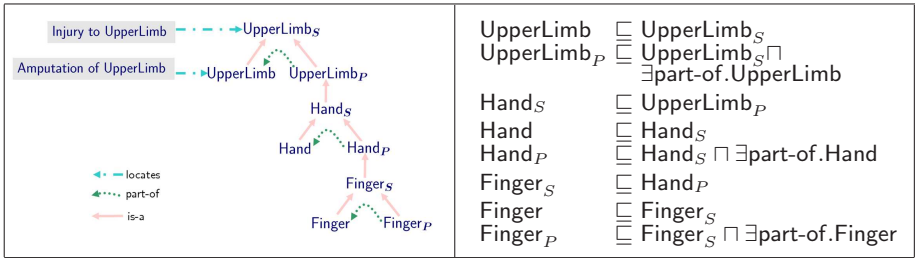 Injury to UpperLimb
UpperLimb_S
Amputation of UpperLimb
UpperLimb UpperLimb_P
Hand_S
Hand Hand_P
Finger_S
Finger Finger_P
locates
part-of
is-a
UpperLimb ⊑ UpperLimb_S
UpperLimb_P ⊑ UpperLimb_S ⊓
∃part-of.UpperLimb
Hand_S ⊑ UpperLimb_P
Hand ⊑ Hand_S
Hand_P ⊑ Hand_S ⊓ ∃part-of.Hand
Finger_S ⊑ Hand_P
Finger ⊑ Finger_S
Finger_P ⊑ Finger_S ⊓ ∃part-of.Finger